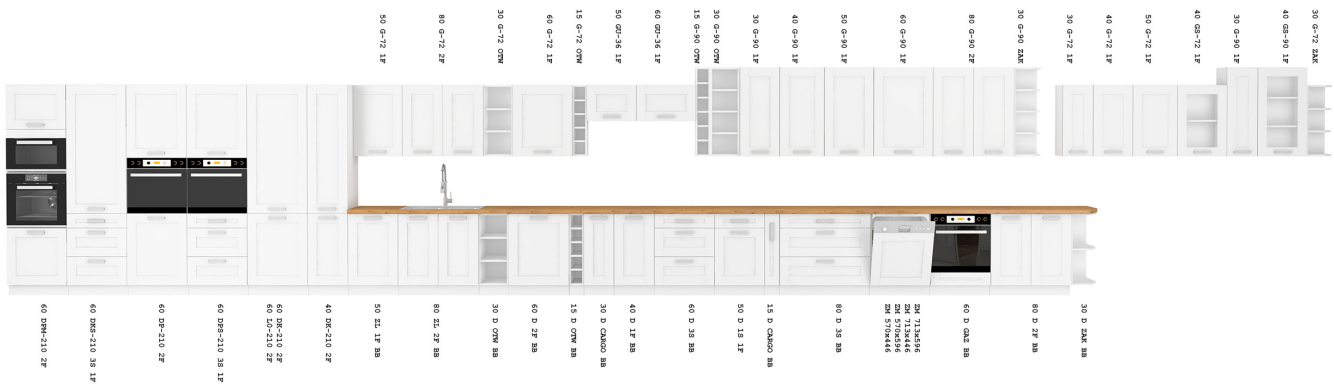 50 G-72 1F
80 G-72 2F
30 G-72 OTW
60 G-72 1F
15 G-72 OTW
50 GU-36 1F
60 GU-36 1F
15 G-90 OTW
30 G-90 OTW
30 G-90 1F
40 G-90 1F
50 G-90 1F
60 G-90 1F
80 G-90 2F
30 G-90 ZAK
30 G-72 1F
40 G-72 1F
50 G-72 1F
40 GS-72 1F
30 G-90 1F
40 GS-90 1F
30 G-72 ZAK
60 DPM-210 2F
60 DKS-210 3S 1F
60 DP-210 2F
60 DPS-210 3S 1F
60 DK-210 2F
60 LO-210 2F
40 DK-210 2F
50 ZL 1F BB
80 ZL 2F BB
30 D OTW BB
60 D 2F BB
15 D OTW BB
30 D CARGO BB
40 D 1F BB
60 D 3S BB
50 D 1S 1F
15 D CARGO BB
80 D 3S BB
ZM 713x596
ZM 713x446
ZM 570x596
ZM 570x446
60 D GAZ BB
80 D 2F BB
30 D ZAK BB